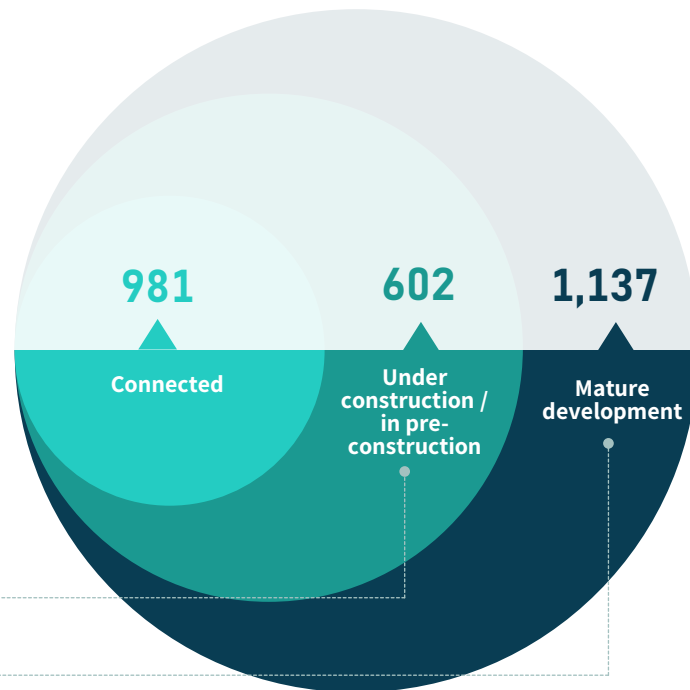 981
602
1,137
Connected
Under
construction /
in pre-
construction
Mature
development